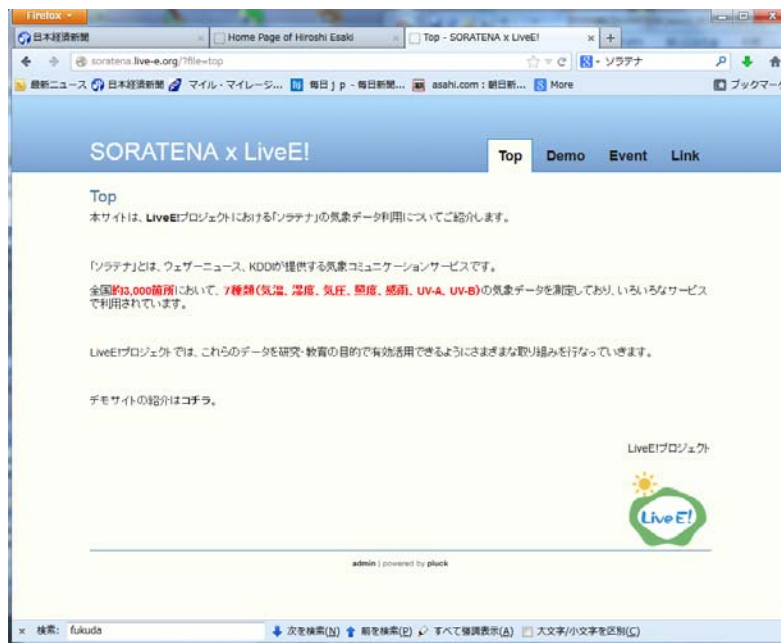 Firefox
日本経済新聞
Home Page of Hiroshi Esaki
Top - SORATENA x LiveE!
soratena.live-e.org/?file=top
ソラテナ
最新ニュース
日本経済新聞
マイル・マイレージ...
毎日jp - 毎日新聞...
asahi.com:朝日新...
More
ブックマーク
SORATENA x LiveE!
Top
Demo
Event
Link
Top
本サイトは、LiveE!プロジェクトにおける「ソラテナ」の気象データ利用についてご紹介します。
「ソラテナ」とは、ウェザーニュース、KDDIが提供する気象コミュニケーションサービスです。
全国約3,000箇所において、7種類(気温、湿度、気圧、照度、感雨、UV-A、UV-B)の気象データを測定しており、いろいろなサービス
で利用されています。
LiveE!プロジェクトでは、これらのデータを研究・教育の目的で有効活用できるようにさまざまな取り組みを行なっていきます。
デモサイトの紹介はコチラ。
LiveE!プロジェクト
Live E!
admin | powered by pluck
× 検索: fukuda
次を検索(N)
前を検索(P)
すべて強調表示(A)
大文字/小文字を区別(C)